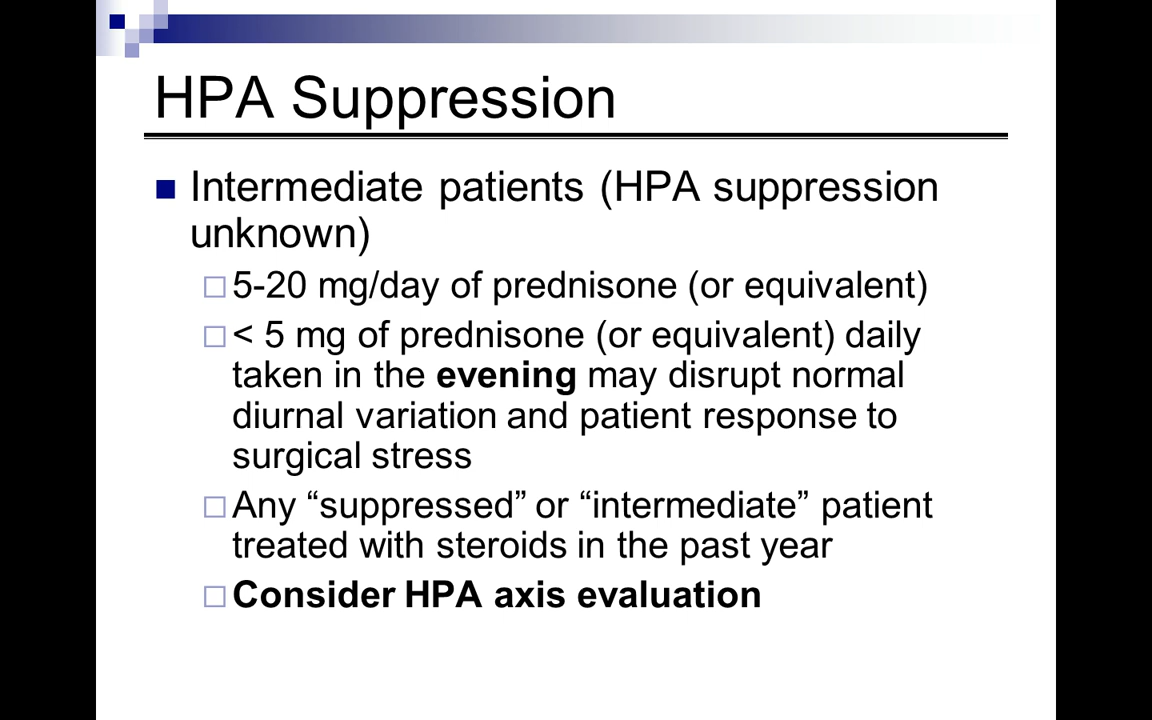 HPA Suppression
Intermediate patients (HPA suppression
unknown)
5-20 mg/day of prednisone (or equivalent)
< 5 mg of prednisone (or equivalent) daily
taken in the evening may disrupt normal
diurnal variation and patient response to
surgical stress
Any “suppressed” or “intermediate” patient
treated with steroids in the past year
Consider HPA axis evaluation